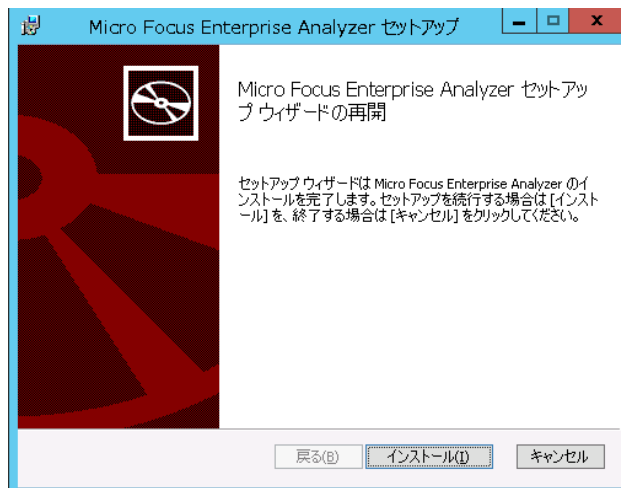 Micro Focus Enterprise Analyzer セットアップ
Micro Focus Enterprise Analyzer セットアッ
プ ウィザードの再開
セットアップ ウィザードは Micro Focus Enterprise Analyzer のイ
ンストールを完了します。セットアップを続行する場合は [インスト
ール] を、終了する場合は [キャンセル] をクリックしてください。
戻る(B) インストール(I) キャンセル